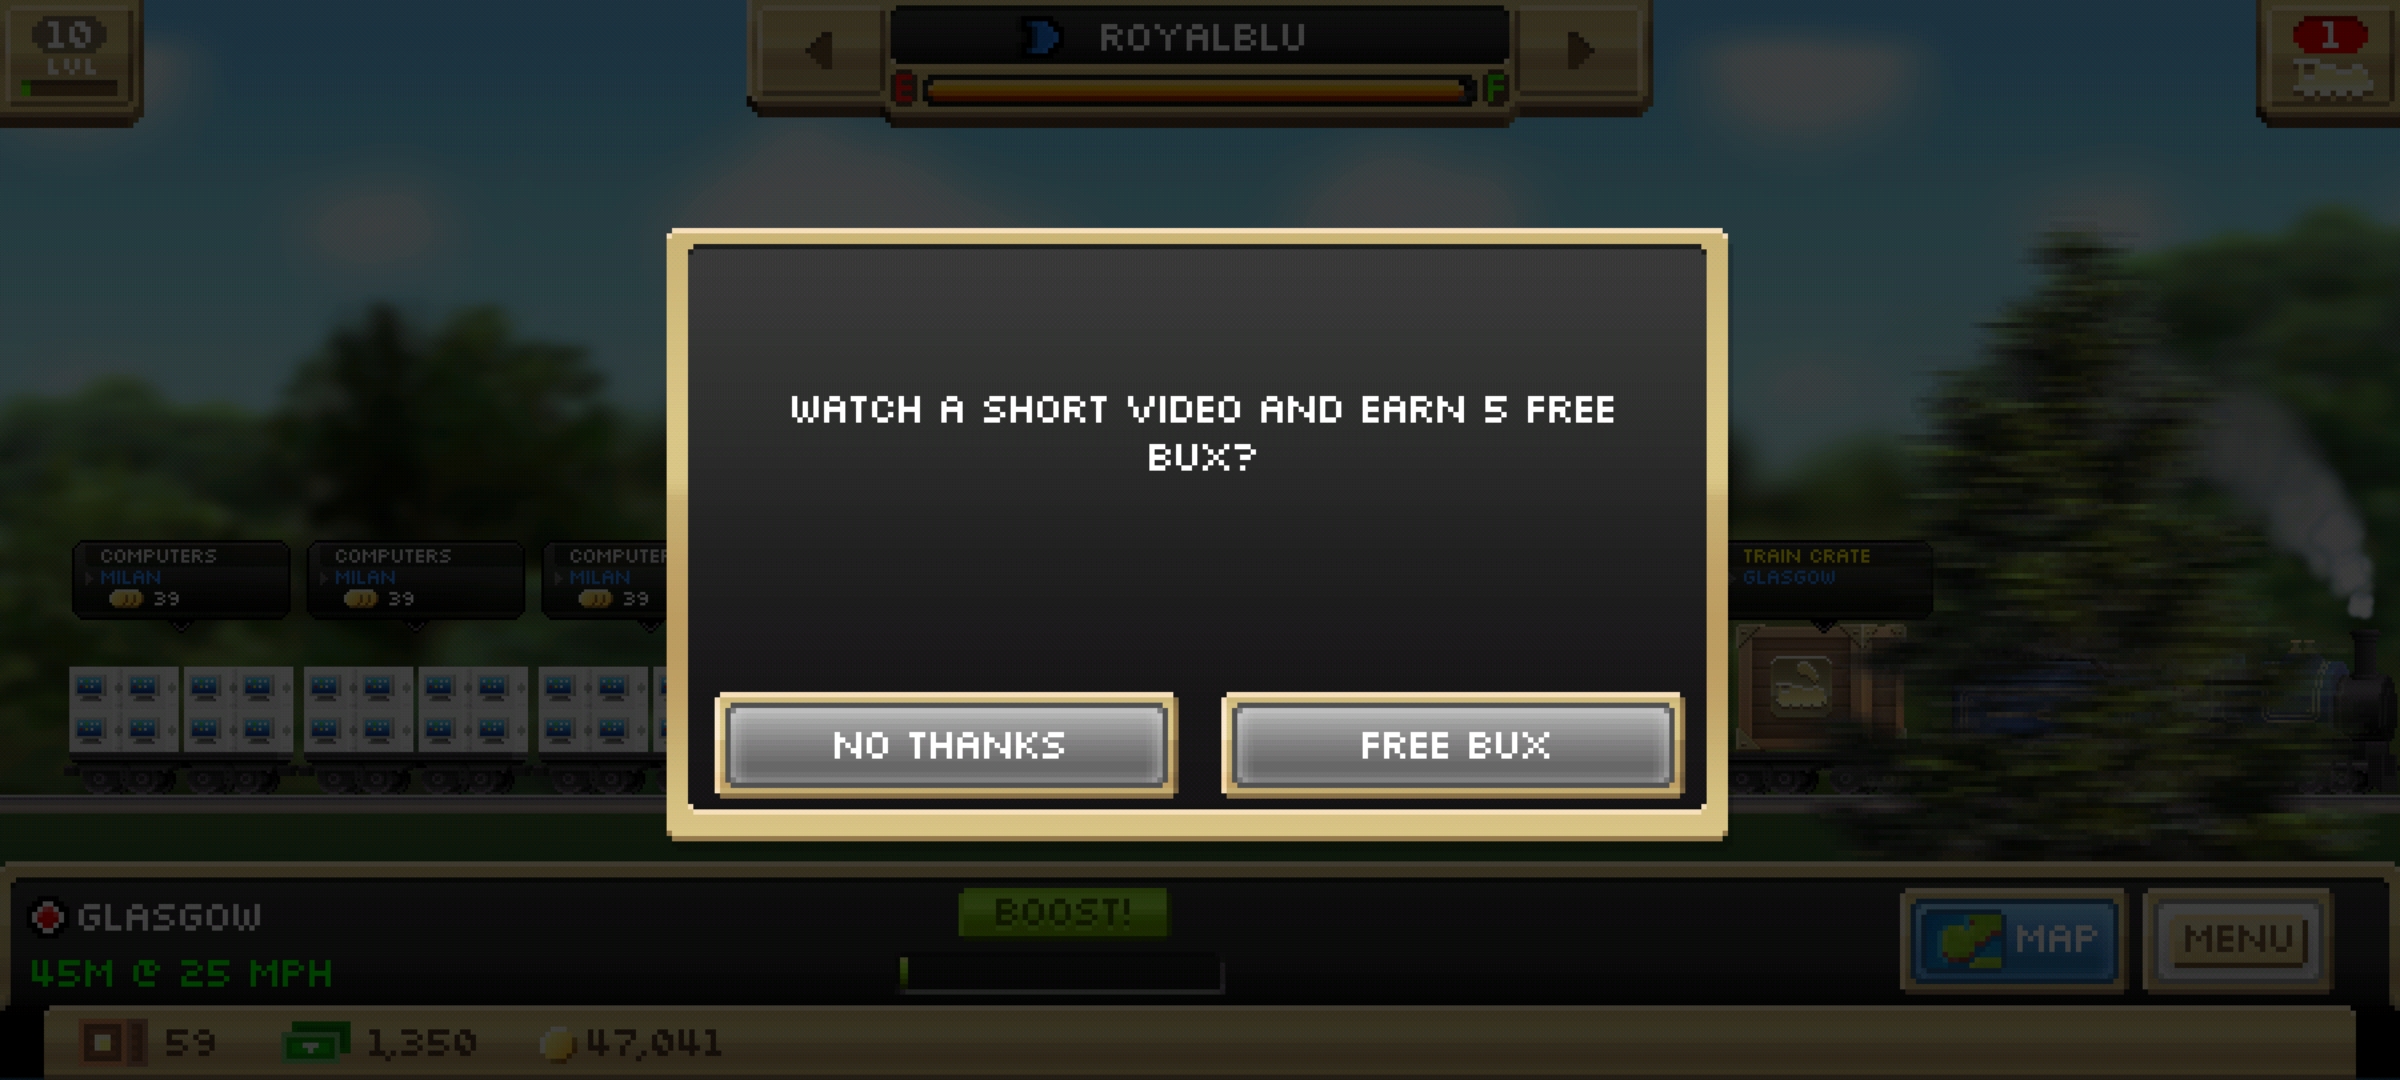 10
LVL
ROYALBLU
E F
1
WATCH A SHORT VIDEO AND EARN 5 FREE
BUX?
COMPUTERS
MILAN
39
COMPUTERS
MILAN
39
COMPUTER
MILAN
39
TRAIN CRATE
GLASGOW
NO THANKS
FREE BUX
GLASGOW
45M @ 25 MPH
BOOST!
MAP
MENU
59
1,350
47,041